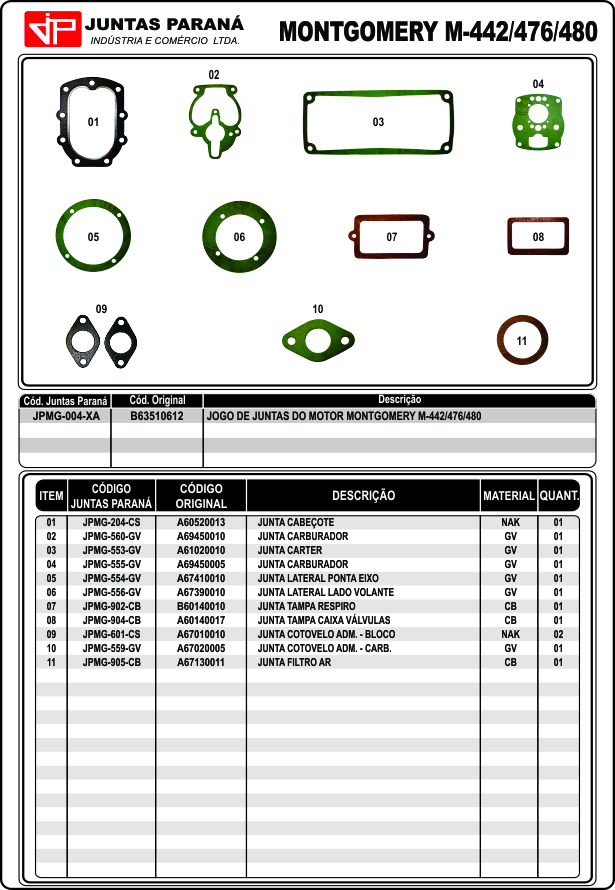 JP JUNTAS PARANÁ
INDÚSTRIA E COMÉRCIO LTDA.
MONTGOMERY M-442/476/480
01 02 03 04
05 06 07 08
09 10 11
Cód. Juntas Paraná Cód. Original Descrição
JPMG-004-XA B63510612 JOGO DE JUNTAS DO MOTOR MONTGOMERY M-442/476/480
ITEM CÓDIGO JUNTAS PARANÁ CÓDIGO ORIGINAL DESCRIÇÃO MATERIAL QUANT.
01 JPMG-204-CS A60520013 JUNTA CABEÇOTE NAK 01
02 JPMG-560-GV A69450010 JUNTA CARBURADOR GV 01
03 JPMG-553-GV A61020010 JUNTA CARTER GV 01
04 JPMG-555-GV A69450005 JUNTA CARBURADOR GV 01
05 JPMG-554-GV A67410010 JUNTA LATERAL PONTA EIXO GV 01
06 JPMG-556-GV A67390010 JUNTA LATERAL LADO VOLANTE GV 01
07 JPMG-902-CB B60140010 JUNTA TAMPA RESPIRO CB 01
08 JPMG-904-CB A60140017 JUNTA TAMPA CAIXA VÁLVULAS CB 01
09 JPMG-601-CS A67010010 JUNTA COTOVELO ADM. - BLOCO NAK 02
10 JPMG-559-GV A67020005 JUNTA COTOVELO ADM. - CARB. GV 01
11 JPMG-905-CB A67130011 JUNTA FILTRO AR CB 01